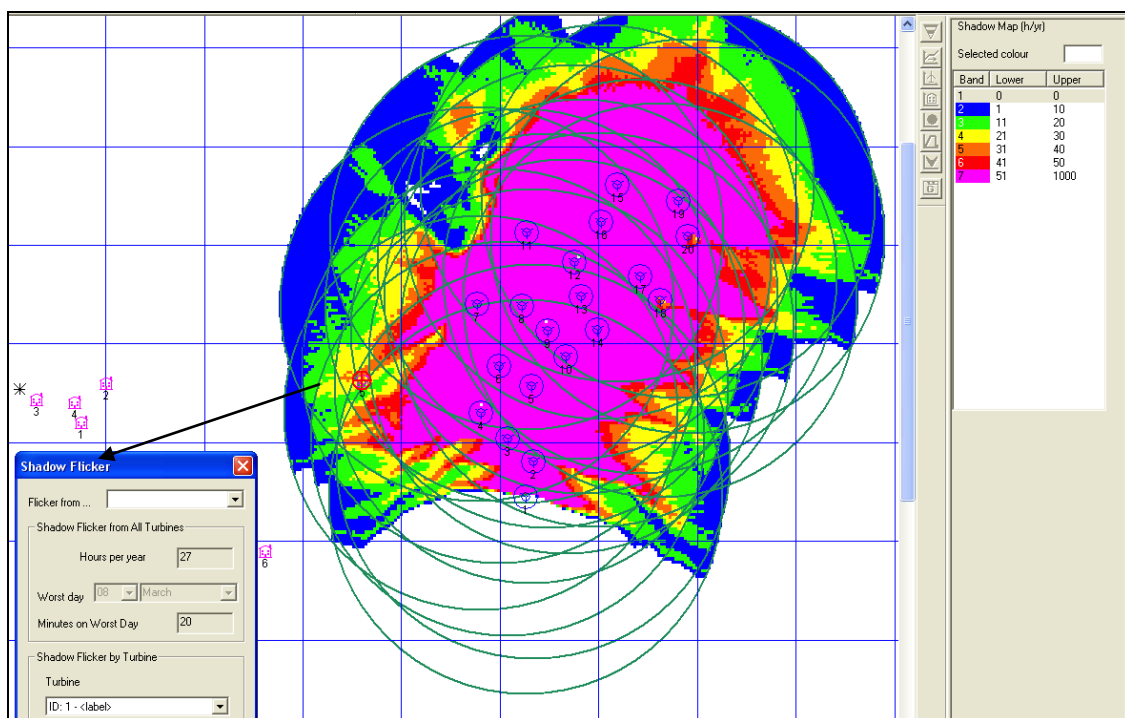 Shadow Map (h/yr)
Selected colour
Band Lower Upper
1 0 0
2 1 10
3 11 20
4 21 30
5 31 40
6 41 50
7 51 1000
15
19
16
11
20
12
17
13
18
7
8
9
14
10
6
5
5
4
3
2
1
2
3
4
1
6
Shadow Flicker
Flicker from ...
Shadow Flicker from All Turbines
Hours per year 27
Worst day 08 March
Minutes on Worst Day 20
Shadow Flicker by Turbine
Turbine
ID: 1 - <label>